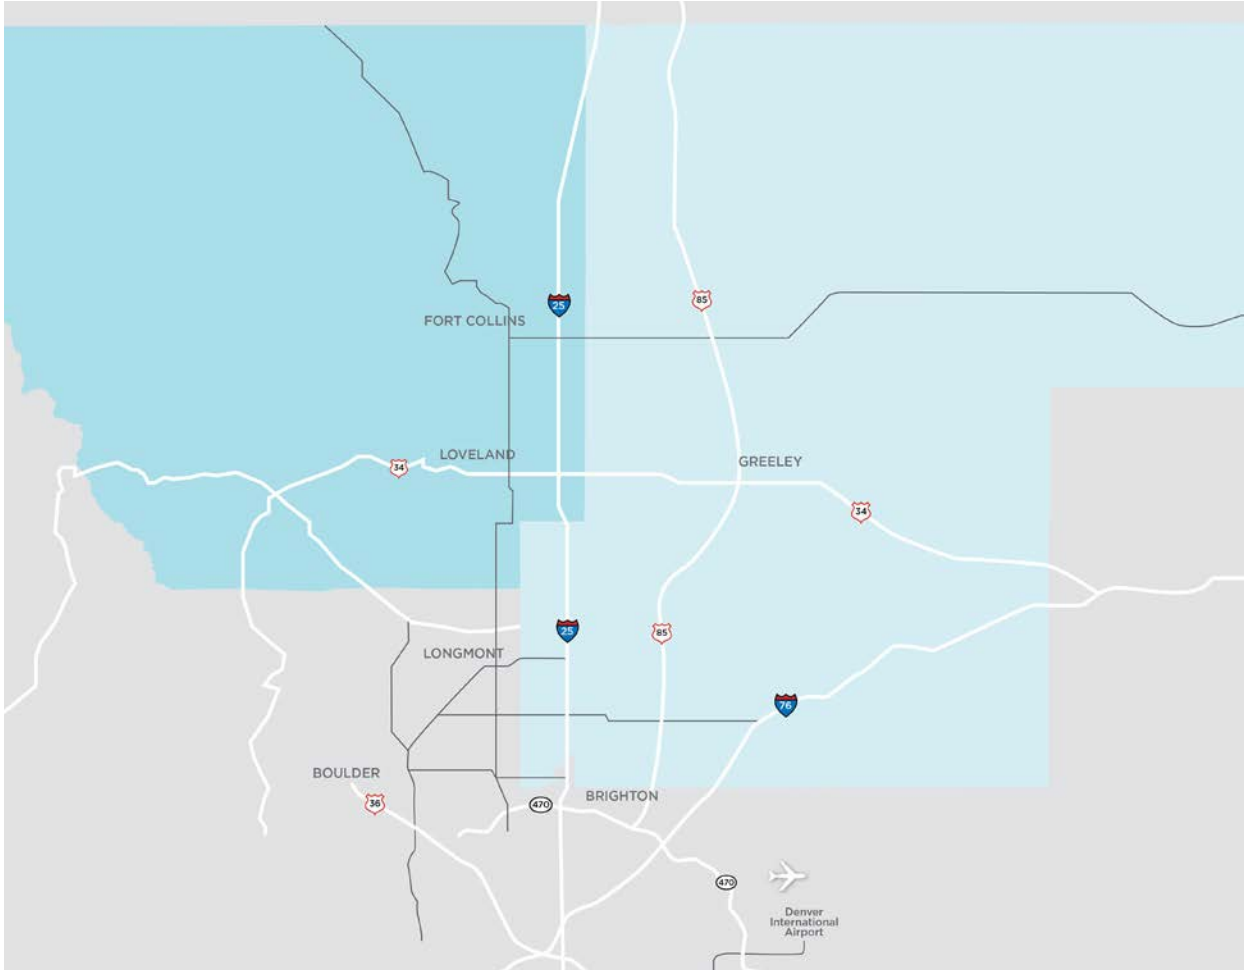 25
85
FORT COLLINS
LOVELAND
34
GREELEY
34
25
85
LONGMONT
76
BOULDER
36
470
BRIGHTON
470
Denver
International
Airport